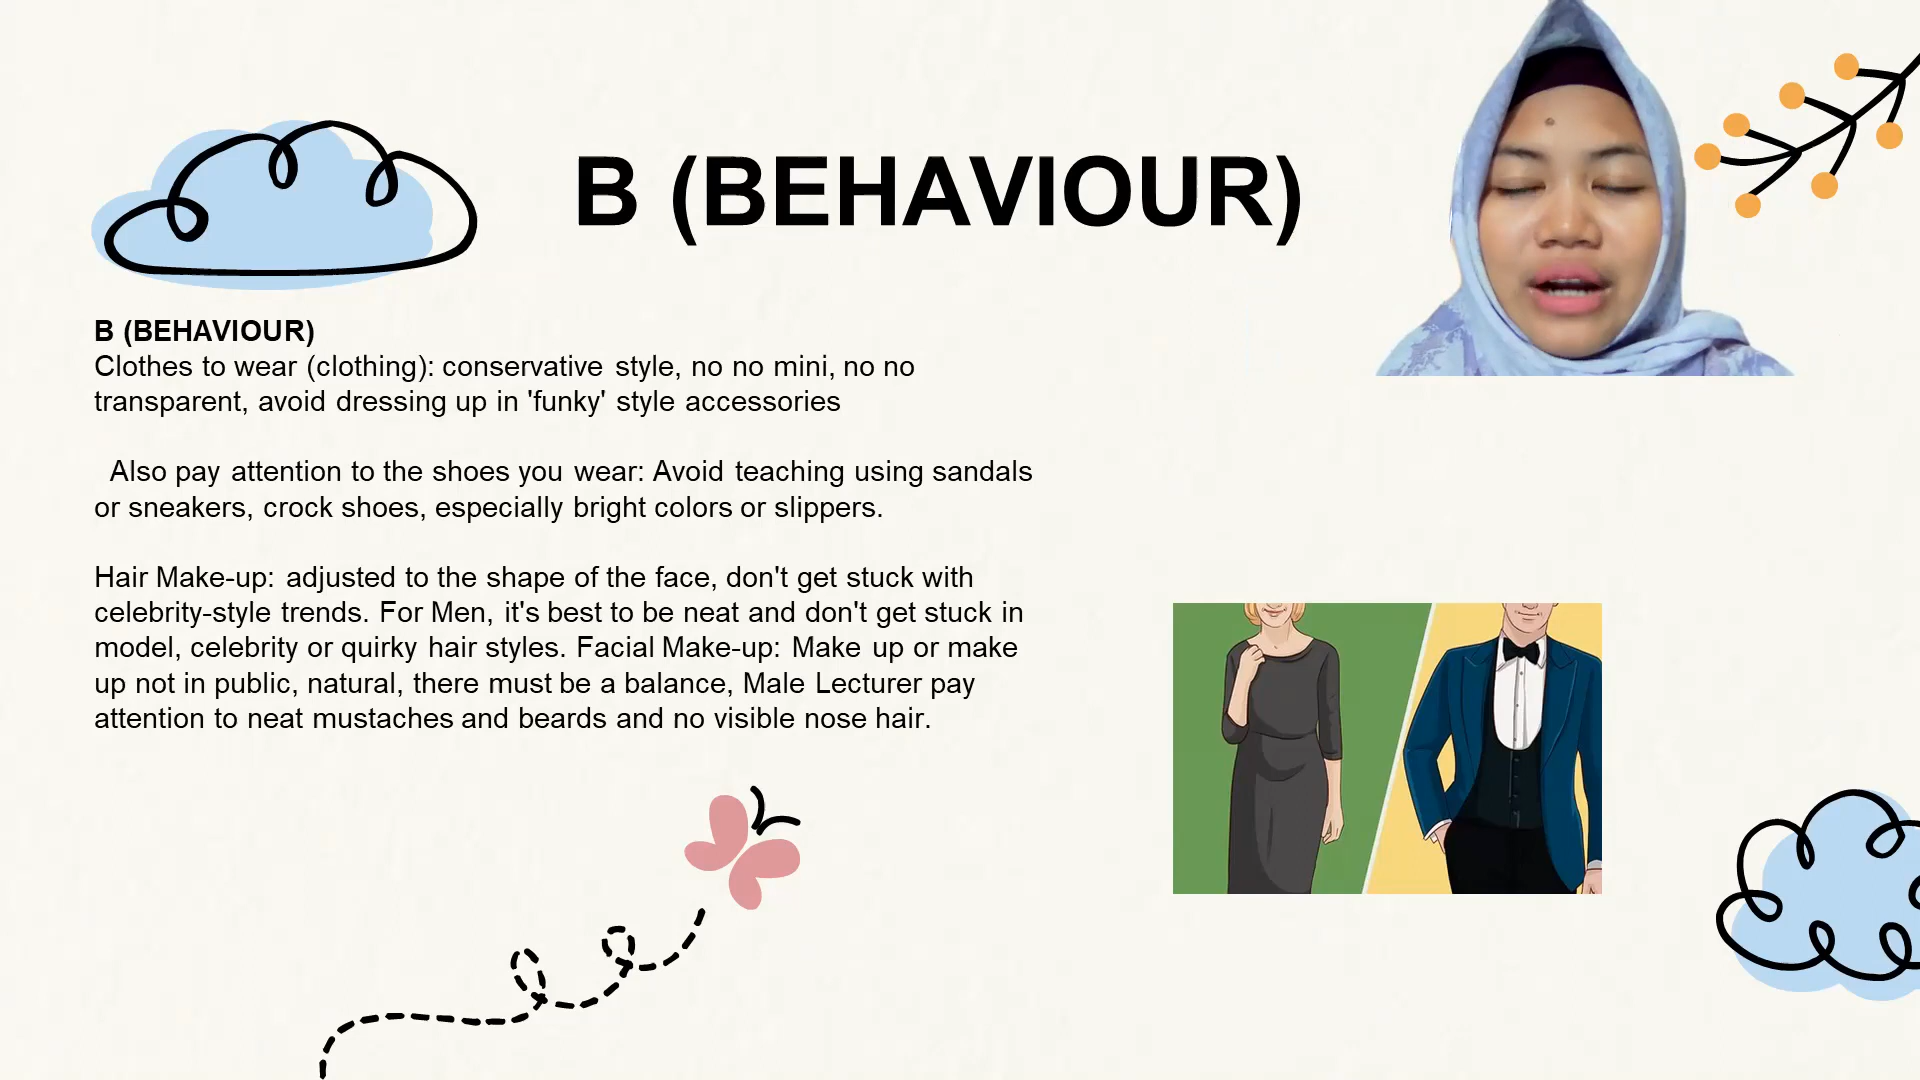 B (BEHAVIOUR)
B (BEHAVIOUR)
Clothes to wear (clothing): conservative style, no no mini, no no
transparent, avoid dressing up in 'funky' style accessories
Also pay attention to the shoes you wear: Avoid teaching using sandals
or sneakers, crock shoes, especially bright colors or slippers.
Hair Make-up: adjusted to the shape of the face, don't get stuck with
celebrity-style trends. For Men, it's best to be neat and don't get stuck in
model, celebrity or quirky hair styles. Facial Make-up: Make up or make
up not in public, natural, there must be a balance, Male Lecturer pay
attention to neat mustaches and beards and no visible nose hair.